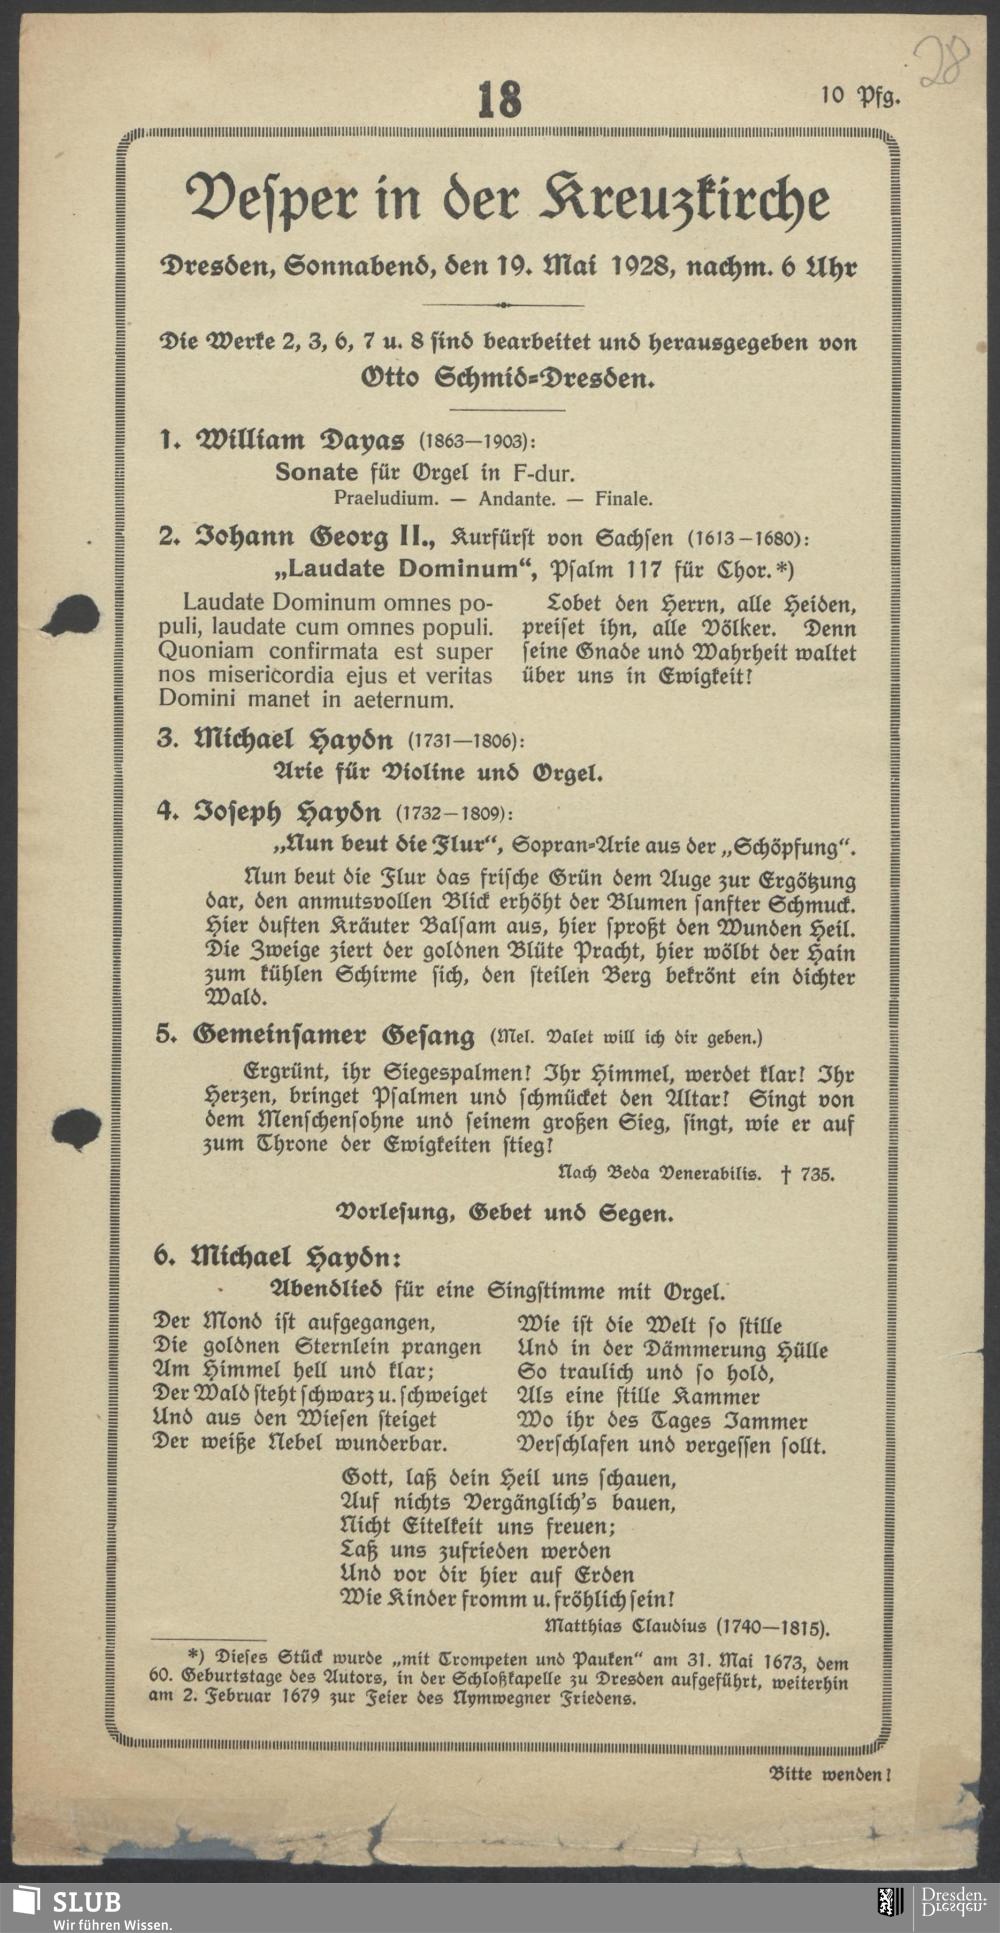 28
18
10 Pfg.
Vesper in der Kreuzkirche
Dresden, Sonnabend, den 19. Mai 1928, nachm. 6 Uhr
Die Werke 2, 3, 6, 7 u. 8 sind bearbeitet und herausgegeben von
Otto Schmid=Dresden.
1. William Dayas (1863—1903):
Sonate für Orgel in F-dur.
Praeludium. — Andante. — Finale.
2. Johann Georg II., Kurfürst von Sachsen (1613–1680):
„Laudate Dominum“, Psalm 117 für Chor.*)
Laudate Dominum omnes po-
puli, laudate cum omnes populi.
Quoniam confirmata est super
nos misericordia ejus et veritas
Domini manet in aeternum.
Lobet den Herrn, alle Heiden,
preiset ihn, alle Völker. Denn
seine Gnade und Wahrheit waltet
über uns in Ewigkeit!
3. Michael Haydn (1731—1806):
Arie für Violine und Orgel.
4. Joseph Haydn (1732–1809):
„Nun beut die Flur“, Sopran=Arie aus der „Schöpfung“.
Nun beut die Flur das frische Grün dem Auge zur Ergötzung
dar, den anmutsvollen Blick erhöht der Blumen sanfter Schmuck.
Hier duften Kräuter Balsam aus, hier sproßt den Wunden Heil.
Die Zweige ziert der goldnen Blüte Pracht, hier wölbt der Hain
zum kühlen Schirme sich, den steilen Berg bekrönt ein dichter
Wald.
5. Gemeinsamer Gesang (Mel. Valet will ich dir geben.)
Ergrünt, ihr Siegespalmen! Ihr Himmel, werdet klar! Ihr
Herzen, bringet Psalmen und schmücket den Altar! Singt von
dem Menschensohne und seinem großen Sieg, singt, wie er auf
zum Throne der Ewigkeiten stieg!
Nach Beda Venerabilis. † 735.
Vorlesung, Gebet und Segen.
6. Michael Haydn:
Abendlied für eine Singstimme mit Orgel.
Der Mond ist aufgegangen,
Die goldnen Sternlein prangen
Am Himmel hell und klar;
Der Wald steht schwarz u. schweiget
Und aus den Wiesen steiget
Der weiße Nebel wunderbar.
Wie ist die Welt so stille
Und in der Dämmerung Hülle
So traulich und so hold,
Als eine stille Kammer
Wo ihr des Tages Jammer
Verschlafen und vergessen sollt.
Gott, laß dein Heil uns schauen,
Auf nichts Vergänglich's bauen,
Nicht Eitelkeit uns freuen;
Laß uns zufrieden werden
Und vor dir hier auf Erden
Wie Kinder fromm u. fröhlich sein!
Matthias Claudius (1740—1815).
*) Dieses Stück wurde „mit Trompeten und Pauken“ am 31. Mai 1673, dem
60. Geburtstage des Autors, in der Schloßkapelle zu Dresden aufgeführt, weiterhin
am 2. Februar 1679 zur Feier des Nymwegner Friedens.
Bitte wenden!
SLUB
Wir führen Wissen.
Dresden.
Dresden.